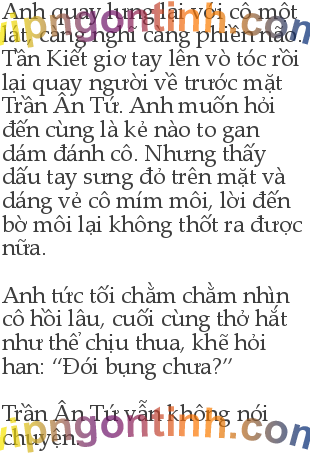 Anh quay lưng lại với cô một
lát, càng nghĩ càng phiền não.
Tần Kiết giơ tay lên vò tóc rồi
lại quay người về trước mặt
Trần Ân Tứ. Anh muốn hỏi
đến cùng là kẻ nào to gan
dám đánh cô. Nhưng thấy
dấu tay sưng đỏ trên mặt và
dáng vẻ cô mím môi, lời đến
bờ môi lại không thốt ra được
nữa.
Anh tức tối chằm chằm nhìn
cô hồi lâu, cuối cùng thở hắt
như thể chịu thua, khẽ hỏi
han: “Đói bụng chưa?”
Trần Ân Tứ vẫn không nói
chuyện.
vipngontinh.com
vipngontinh.com